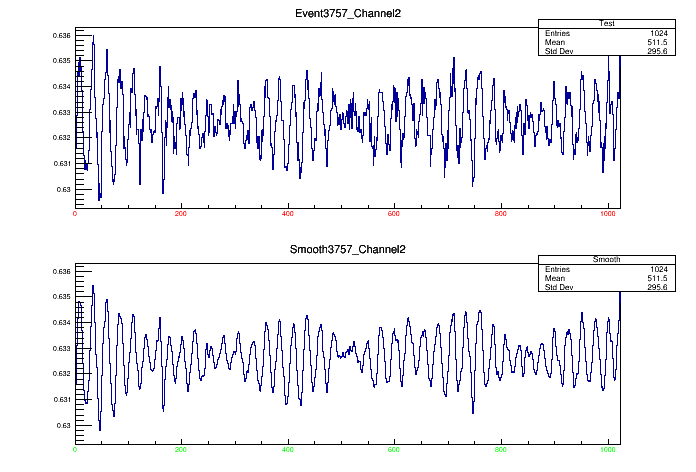 Event3757_Channel2
Test
Entries 1024
Mean 511.5
Std Dev 295.6
0.636
0.635
0.634
0.633
0.632
0.631
0.63
0 200 400 600 800 1000
Smooth3757_Channel2
Smooth
Entries 1024
Mean 511.5
Std Dev 295.6
0.636
0.635
0.634
0.633
0.632
0.631
0.63
0 200 400 600 800 1000